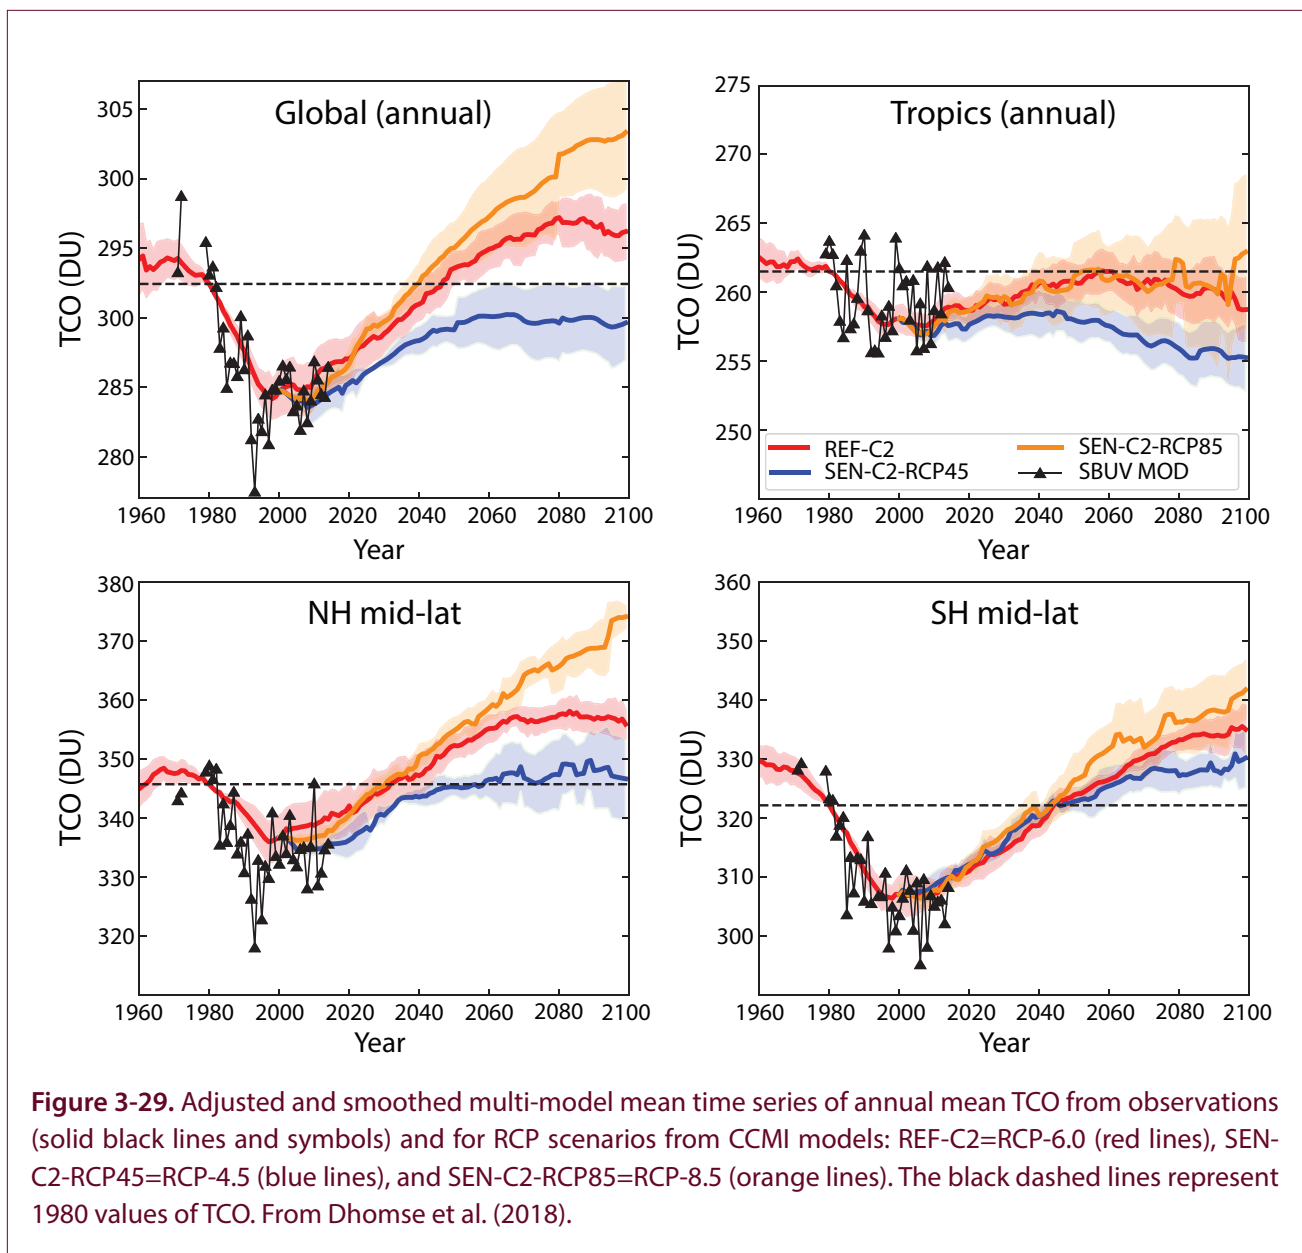 Global (annual)
TCO (DU)
305
300
295
300
285
280
1960 1980 2000 2020 2040 2060 2080 2100
Year
Tropics (annual)
TCO (DU)
275
270
265
260
255
250
REF-C2
SEN-C2-RCP45
SEN-C2-RCP85
SBUV MOD
1960 1980 2000 2020 2040 2060 2080 2100
Year
NH mid-lat
TCO (DU)
380
370
360
350
340
330
320
1960 1980 2000 2020 2040 2060 2080 2100
Year
SH mid-lat
TCO (DU)
360
350
340
330
320
310
300
1960 1980 2000 2020 2040 2060 2080 2100
Year
Figure 3-29. Adjusted and smoothed multi-model mean time series of annual mean TCO from observations
(solid black lines and symbols) and for RCP scenarios from CCMI models: REF-C2=RCP-6.0 (red lines), SEN-
C2-RCP45=RCP-4.5 (blue lines), and SEN-C2-RCP85=RCP-8.5 (orange lines). The black dashed lines represent
1980 values of TCO. From Dhomse et al. (2018).